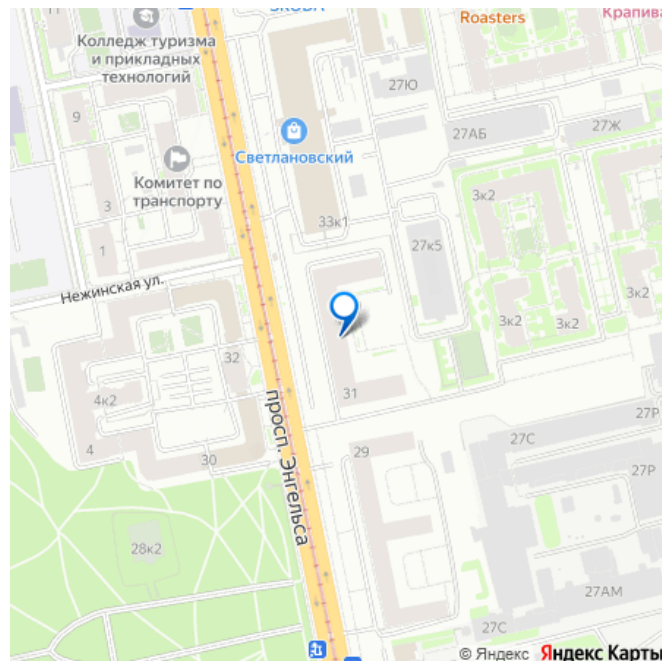 11
ŠKODA
Roasters
Крапива
Колледж туризма
и прикладных
технологий
27Ю
9
27АБ
27Ж
Светлановский
Комитет по
транспорту
3
3к2
33к1
27к5
1
Нежинская ул.
3к2
3к2
3к2
32
4к2
31
просп. Энгельса
27Р
4
30
29
27С
27Р
28к2
27АМ
27С
© Яндекс Яндекс Карты